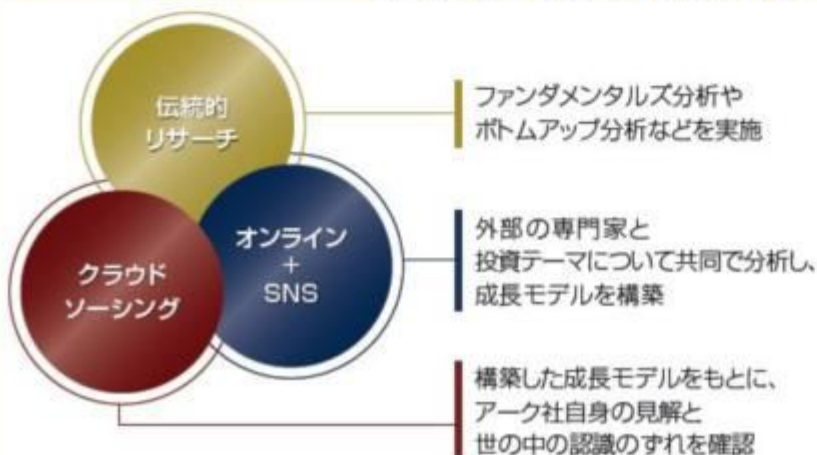 伝統的
リサーチ
ファンダメンタルズ分析や
ボトムアップ分析などを実施
オンライン
+
SNS
外部の専門家と
投資テーマについて共同で分析し、
成長モデルを構築
クラウド
ソーシング
構築した成長モデルをもとに、
アーク社自身の見解と
世の中の認識のずれを確認